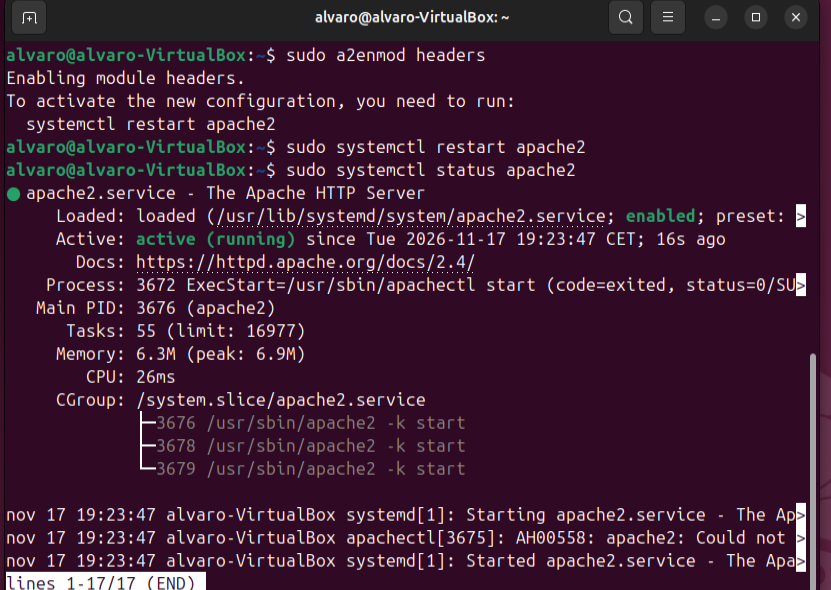 alvaro@alvaro-VirtualBox: ~
alvaro@alvaro-VirtualBox:~$ sudo a2enmod headers
Enabling module headers.
To activate the new configuration, you need to run:
  systemctl restart apache2
alvaro@alvaro-VirtualBox:~$ sudo systemctl restart apache2
alvaro@alvaro-VirtualBox:~$ sudo systemctl status apache2
● apache2.service - The Apache HTTP Server
     Loaded: loaded (/usr/lib/systemd/system/apache2.service; enabled; preset: >
     Active: active (running) since Tue 2026-11-17 19:23:47 CET; 16s ago
       Docs: https://httpd.apache.org/docs/2.4/
    Process: 3672 ExecStart=/usr/sbin/apachectl start (code=exited, status=0/SU>
   Main PID: 3676 (apache2)
      Tasks: 55 (limit: 16977)
     Memory: 6.3M (peak: 6.9M)
        CPU: 26ms
     CGroup: /system.slice/apache2.service
             ├─3676 /usr/sbin/apache2 -k start
             ├─3678 /usr/sbin/apache2 -k start
             └─3679 /usr/sbin/apache2 -k start
nov 17 19:23:47 alvaro-VirtualBox systemd[1]: Starting apache2.service - The Ap>
nov 17 19:23:47 alvaro-VirtualBox apachectl[3675]: AH00558: apache2: Could not >
nov 17 19:23:47 alvaro-VirtualBox systemd[1]: Started apache2.service - The Apa>
lines 1-17/17 (END)